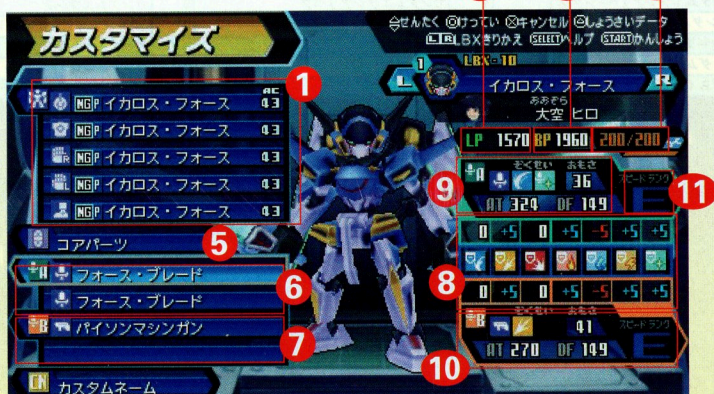 カスタマイズ
せんたく ◎けってい ⊗キャンセル しょうさいデータ
L R LBXきりかえ SELECT ヘルプ START かんしょう
1 LBX-10
L イカロス・フォース R
おおぞら
大空 ヒロ
LP 1570 BP 1960 200/200
1
NGP イカロス・フォース 43
NGP イカロス・フォース 43
NGP イカロス・フォース 43
NGP イカロス・フォース 43
NGP イカロス・フォース 43
5
コアパーツ
6
A フォース・ブレード
フォース・ブレード
7
B パイソンマシンガン
CN カスタムネーム
9
ぞくせい おもさ
A 36 スピードランク E
AT 324 DF 149
11
8
0 +5 0 +5 -5 +5 +5
0 +5 0 +5 -5 +5 +5
10
ぞくせい おもさ
B 41 スピードランク E
AT 270 DF 149